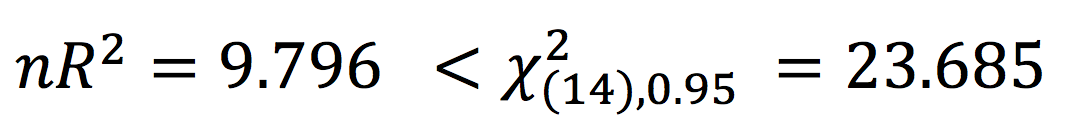 𝑛𝑅² = 9.796 < 𝜒²₍₁₄₎,₀.₉₅ = 23.685